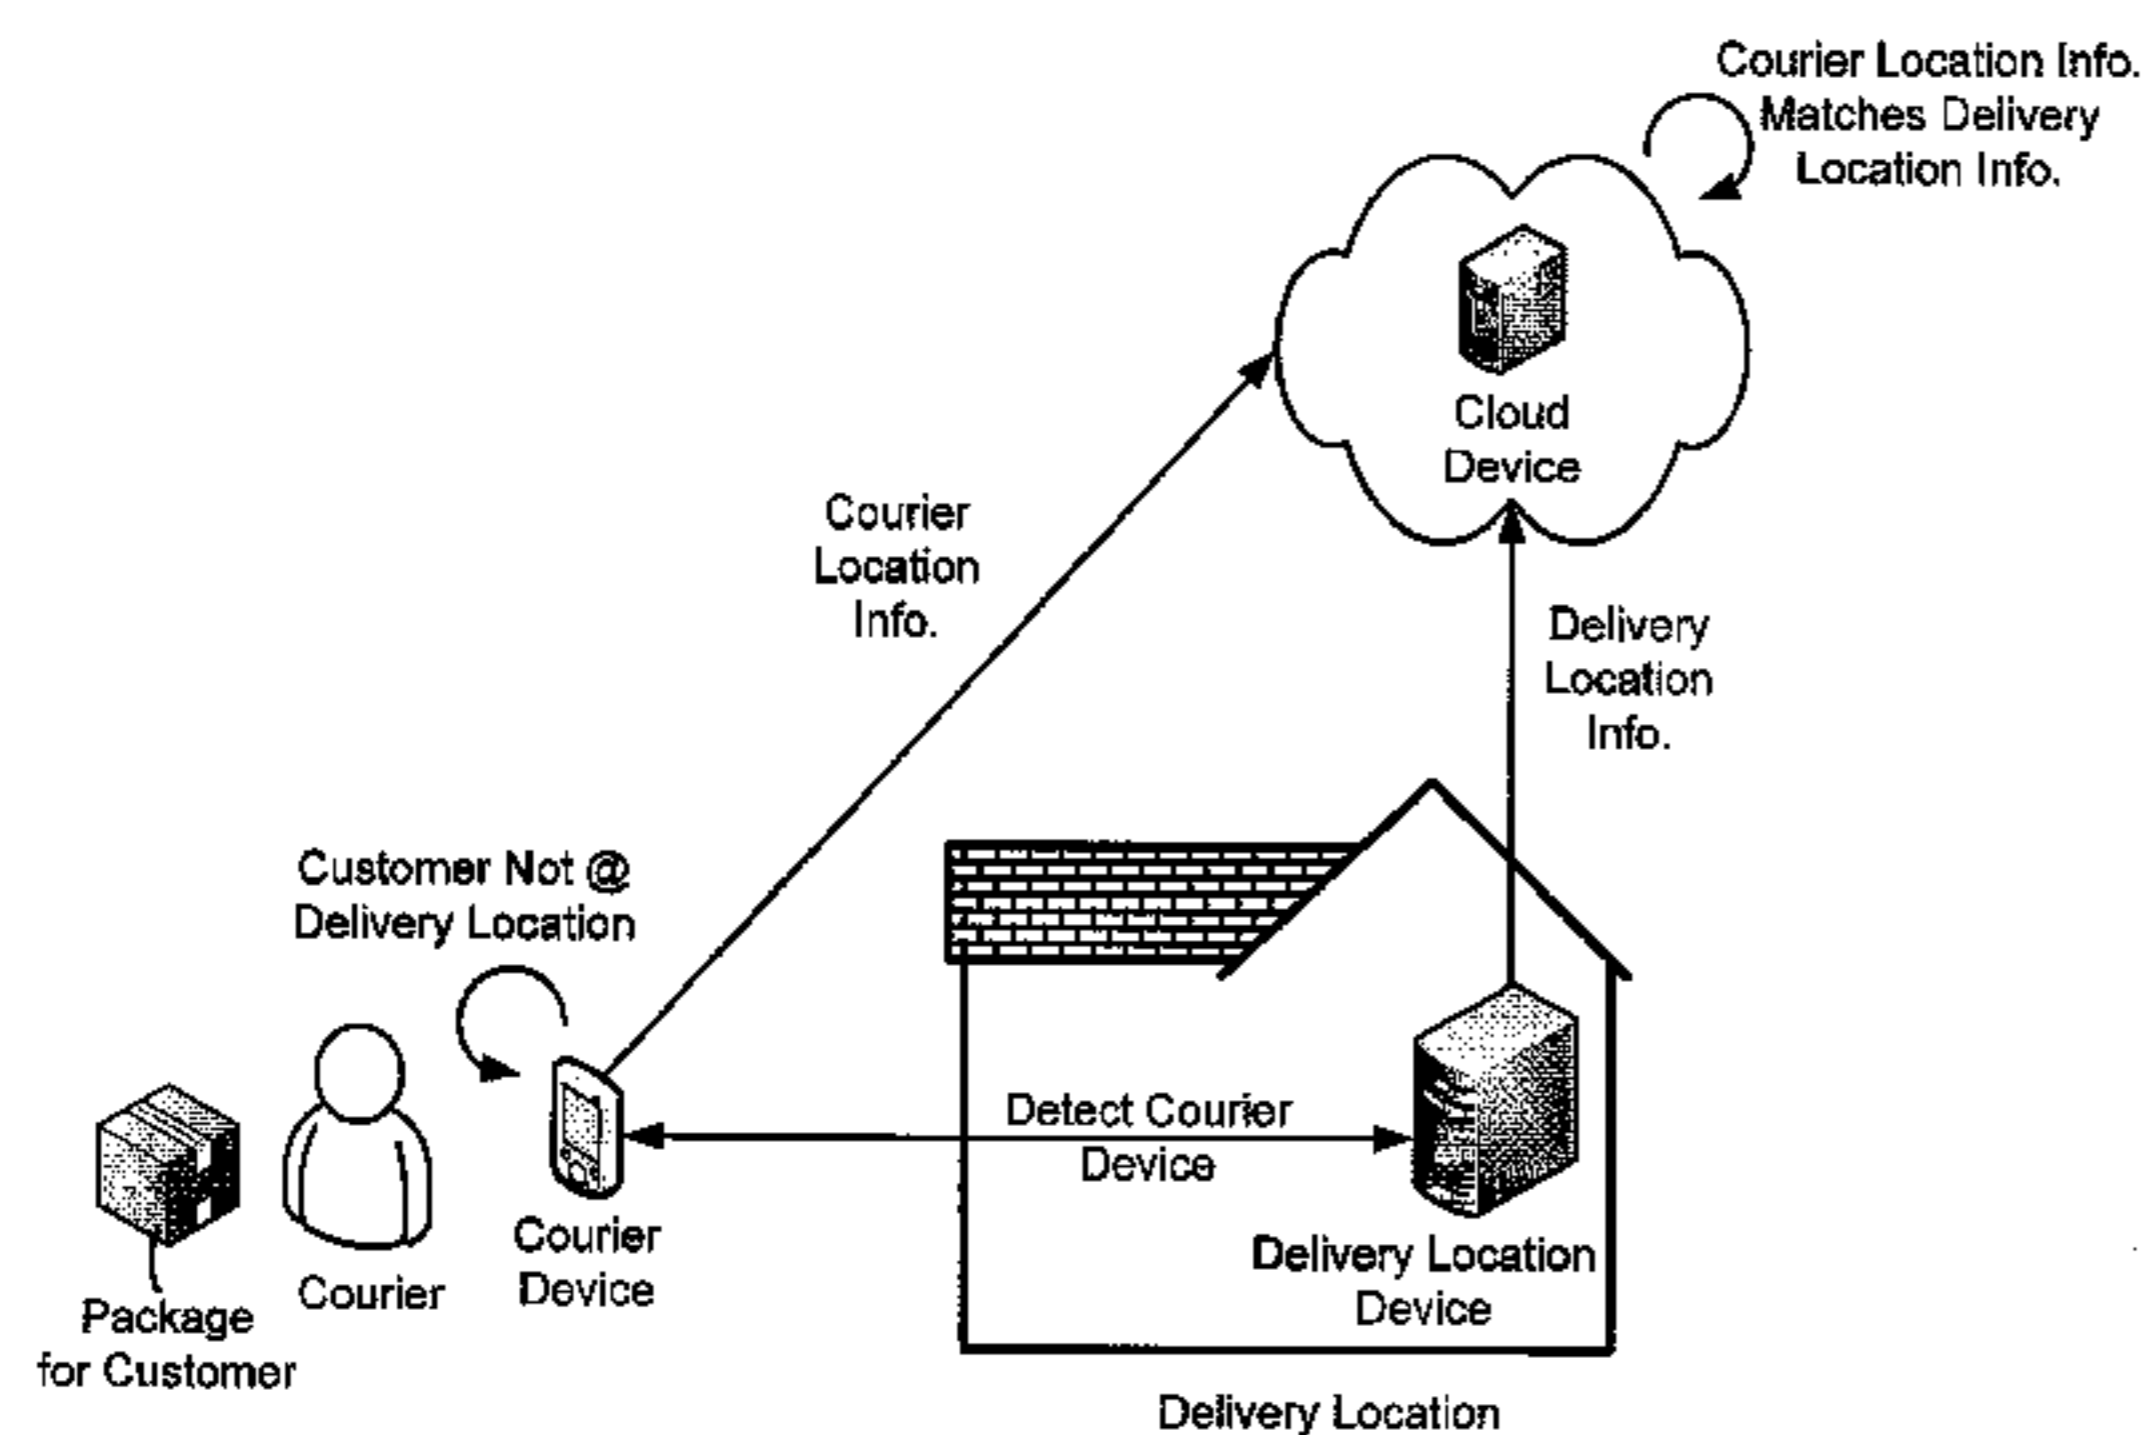 Courier Location Info.
Matches Delivery
Location Info.
Cloud
Device
Courier
Location
Info.
Delivery
Location
Info.
Customer Not @
Delivery Location
Detect Courier
Device
Courier
Device
Courier
Package
for Customer
Delivery Location
Device
Delivery Location